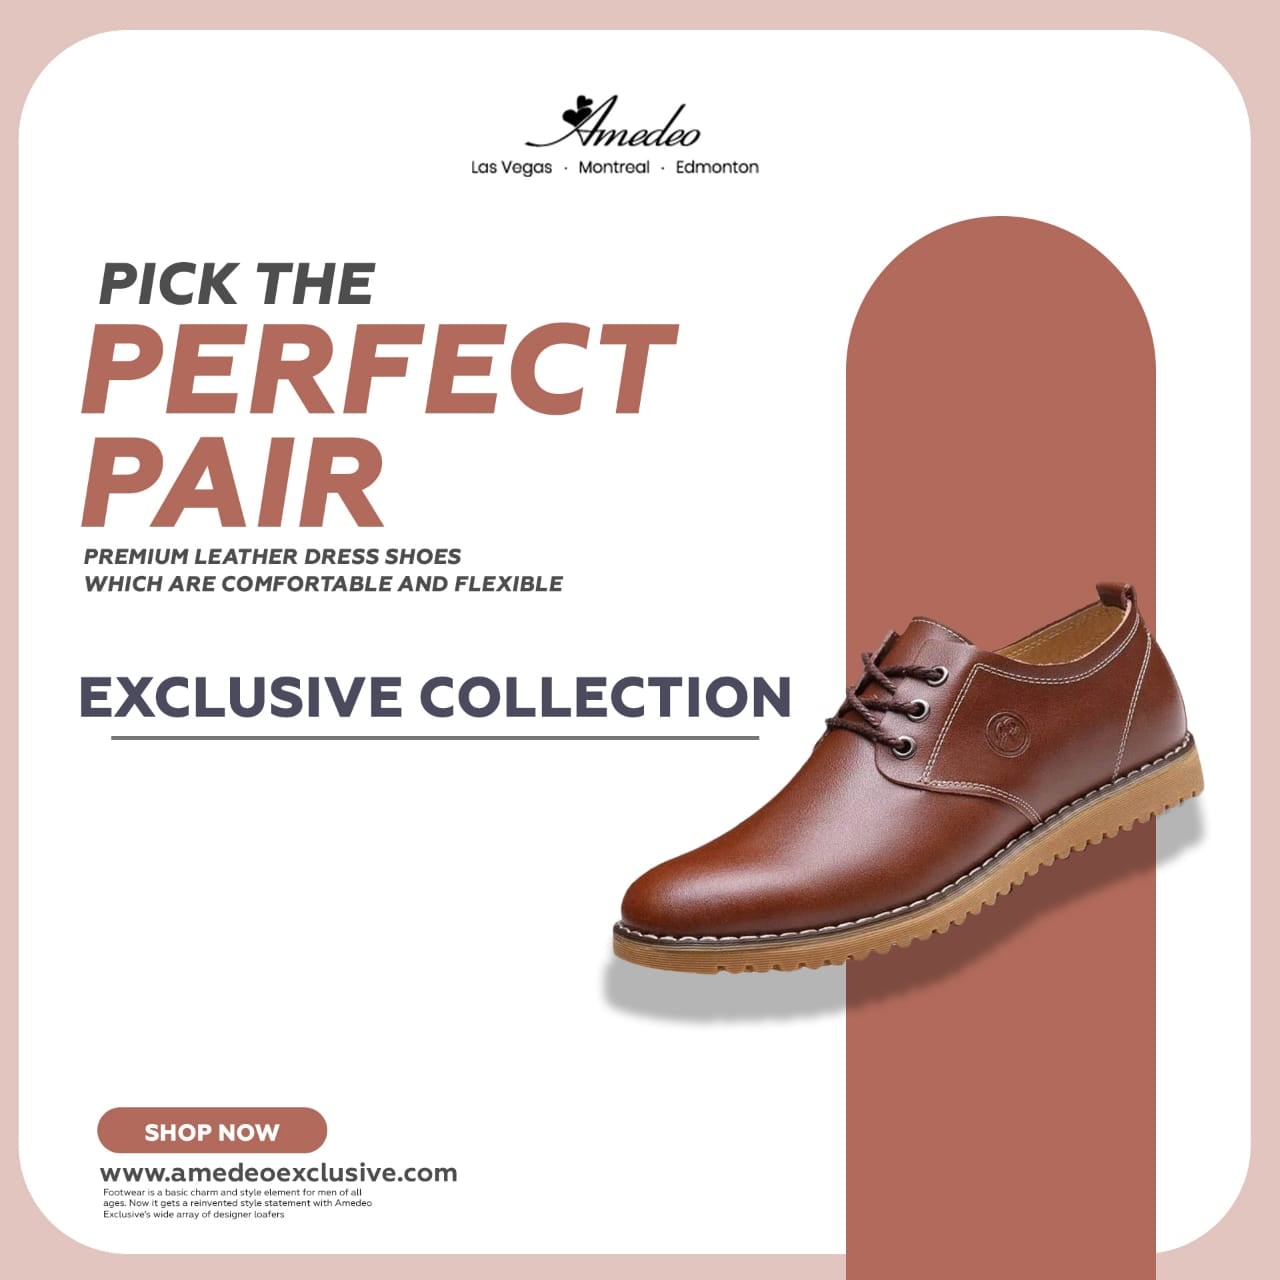 Amedeo
Las Vegas · Montreal · Edmonton
PICK THE
PERFECT
PAIR
PREMIUM LEATHER DRESS SHOES
WHICH ARE COMFORTABLE AND FLEXIBLE
EXCLUSIVE COLLECTION
SHOP NOW
www.amedeoexclusive.com
Footwear is a basic charm and style element for men of all
ages. Now it gets a reinvented style statement with Amedeo
Exclusive's wide array of designer loafers